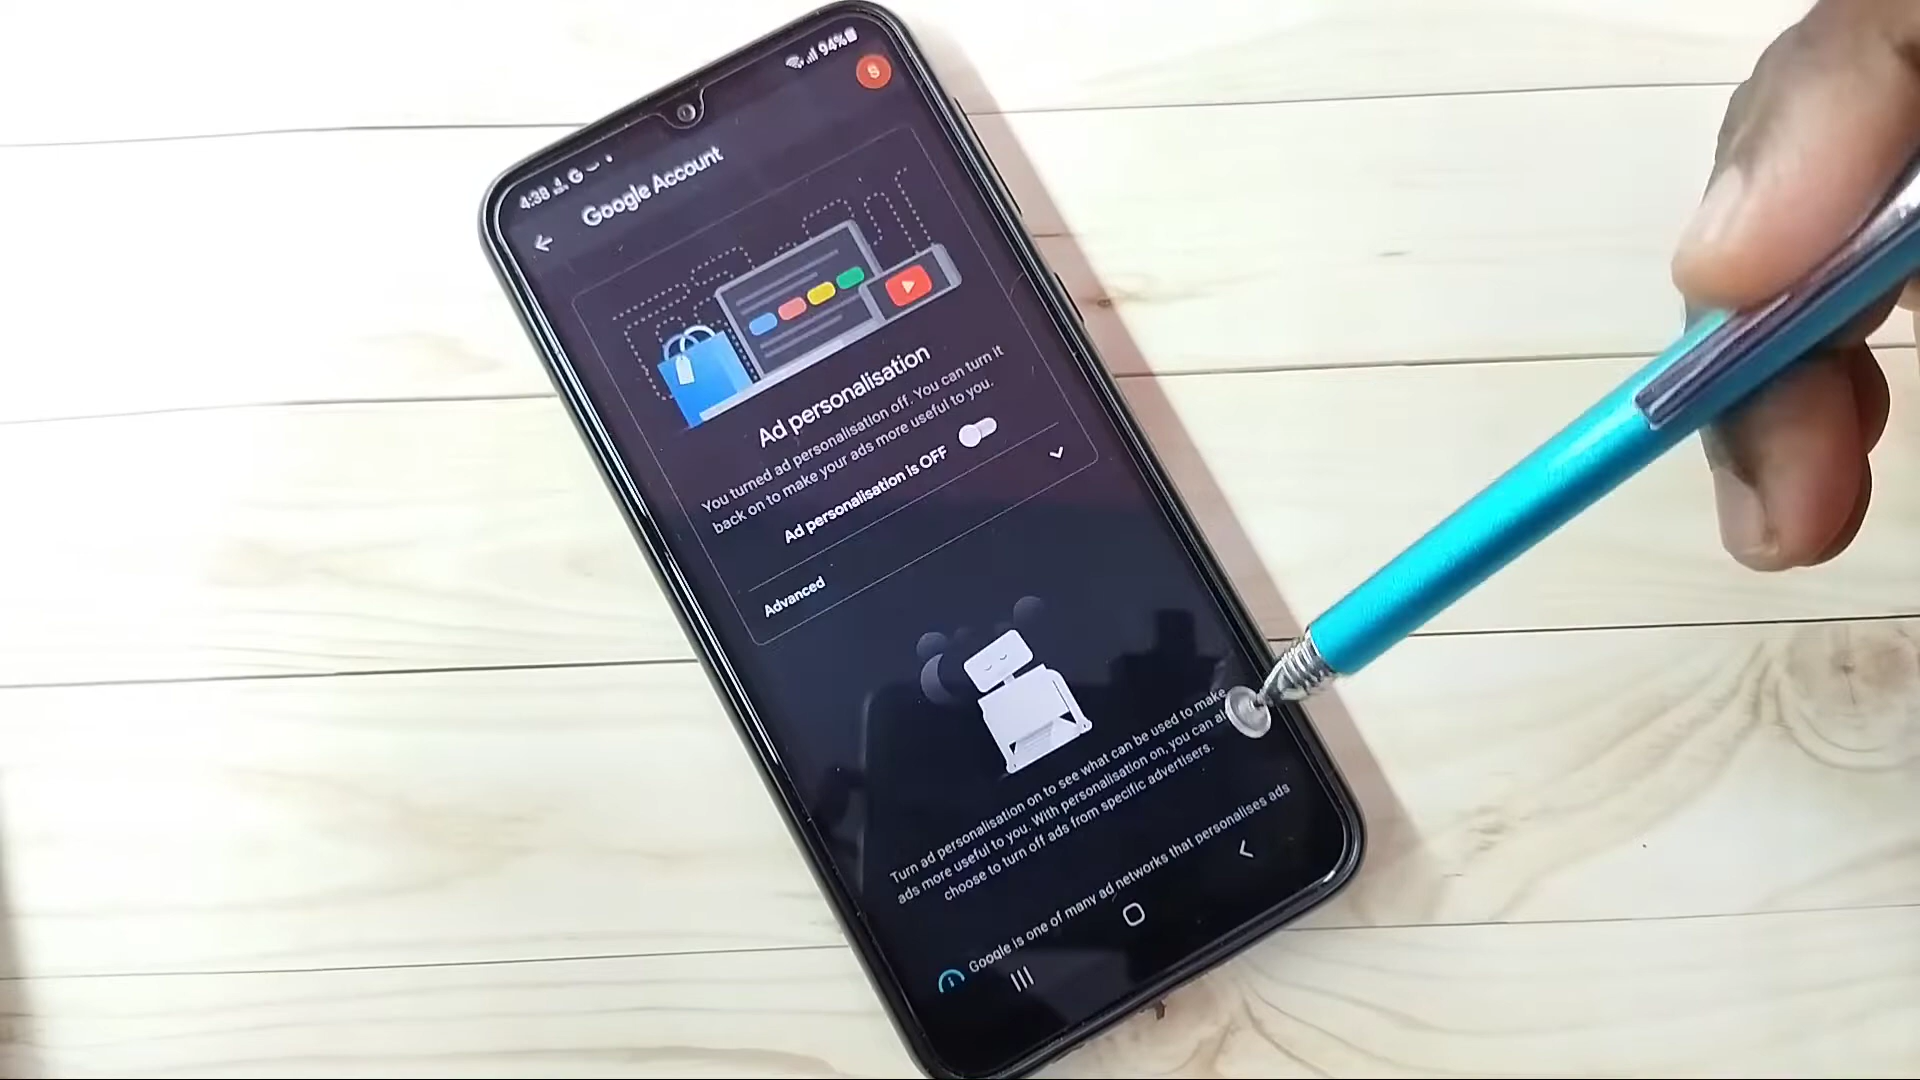 4:38
94%
S
Google Account
Ad personalisation
You turned ad personalisation off. You can turn it
back on to make your ads more useful to you.
Ad personalisation is OFF
Advanced
Turn ad personalisation on to see what can be used to make
ads more useful to you. With personalisation on, you can al
choose to turn off ads from specific advertisers.
Google is one of many ad networks that personalises ads